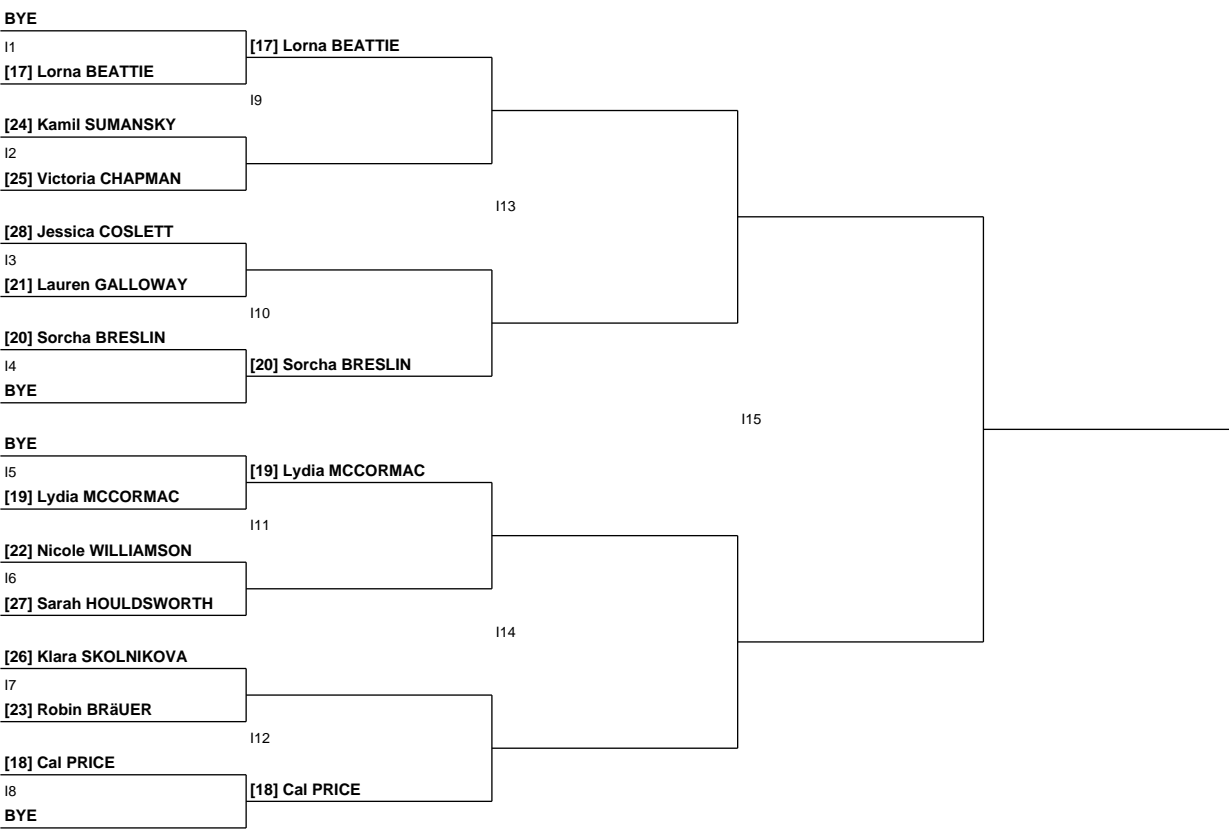 BYE
I1
[17] Lorna BEATTIE
[17] Lorna BEATTIE
I9
[24] Kamil SUMANSKY
I2
[25] Victoria CHAPMAN
I13
[28] Jessica COSLETT
I3
[21] Lauren GALLOWAY
I10
[20] Sorcha BRESLIN
I4
[20] Sorcha BRESLIN
BYE
I15
BYE
I5
[19] Lydia MCCORMAC
[19] Lydia MCCORMAC
I11
[22] Nicole WILLIAMSON
I6
[27] Sarah HOULDSWORTH
I14
[26] Klara SKOLNIKOVA
I7
[23] Robin BRäUER
I12
[18] Cal PRICE
I8
[18] Cal PRICE
BYE